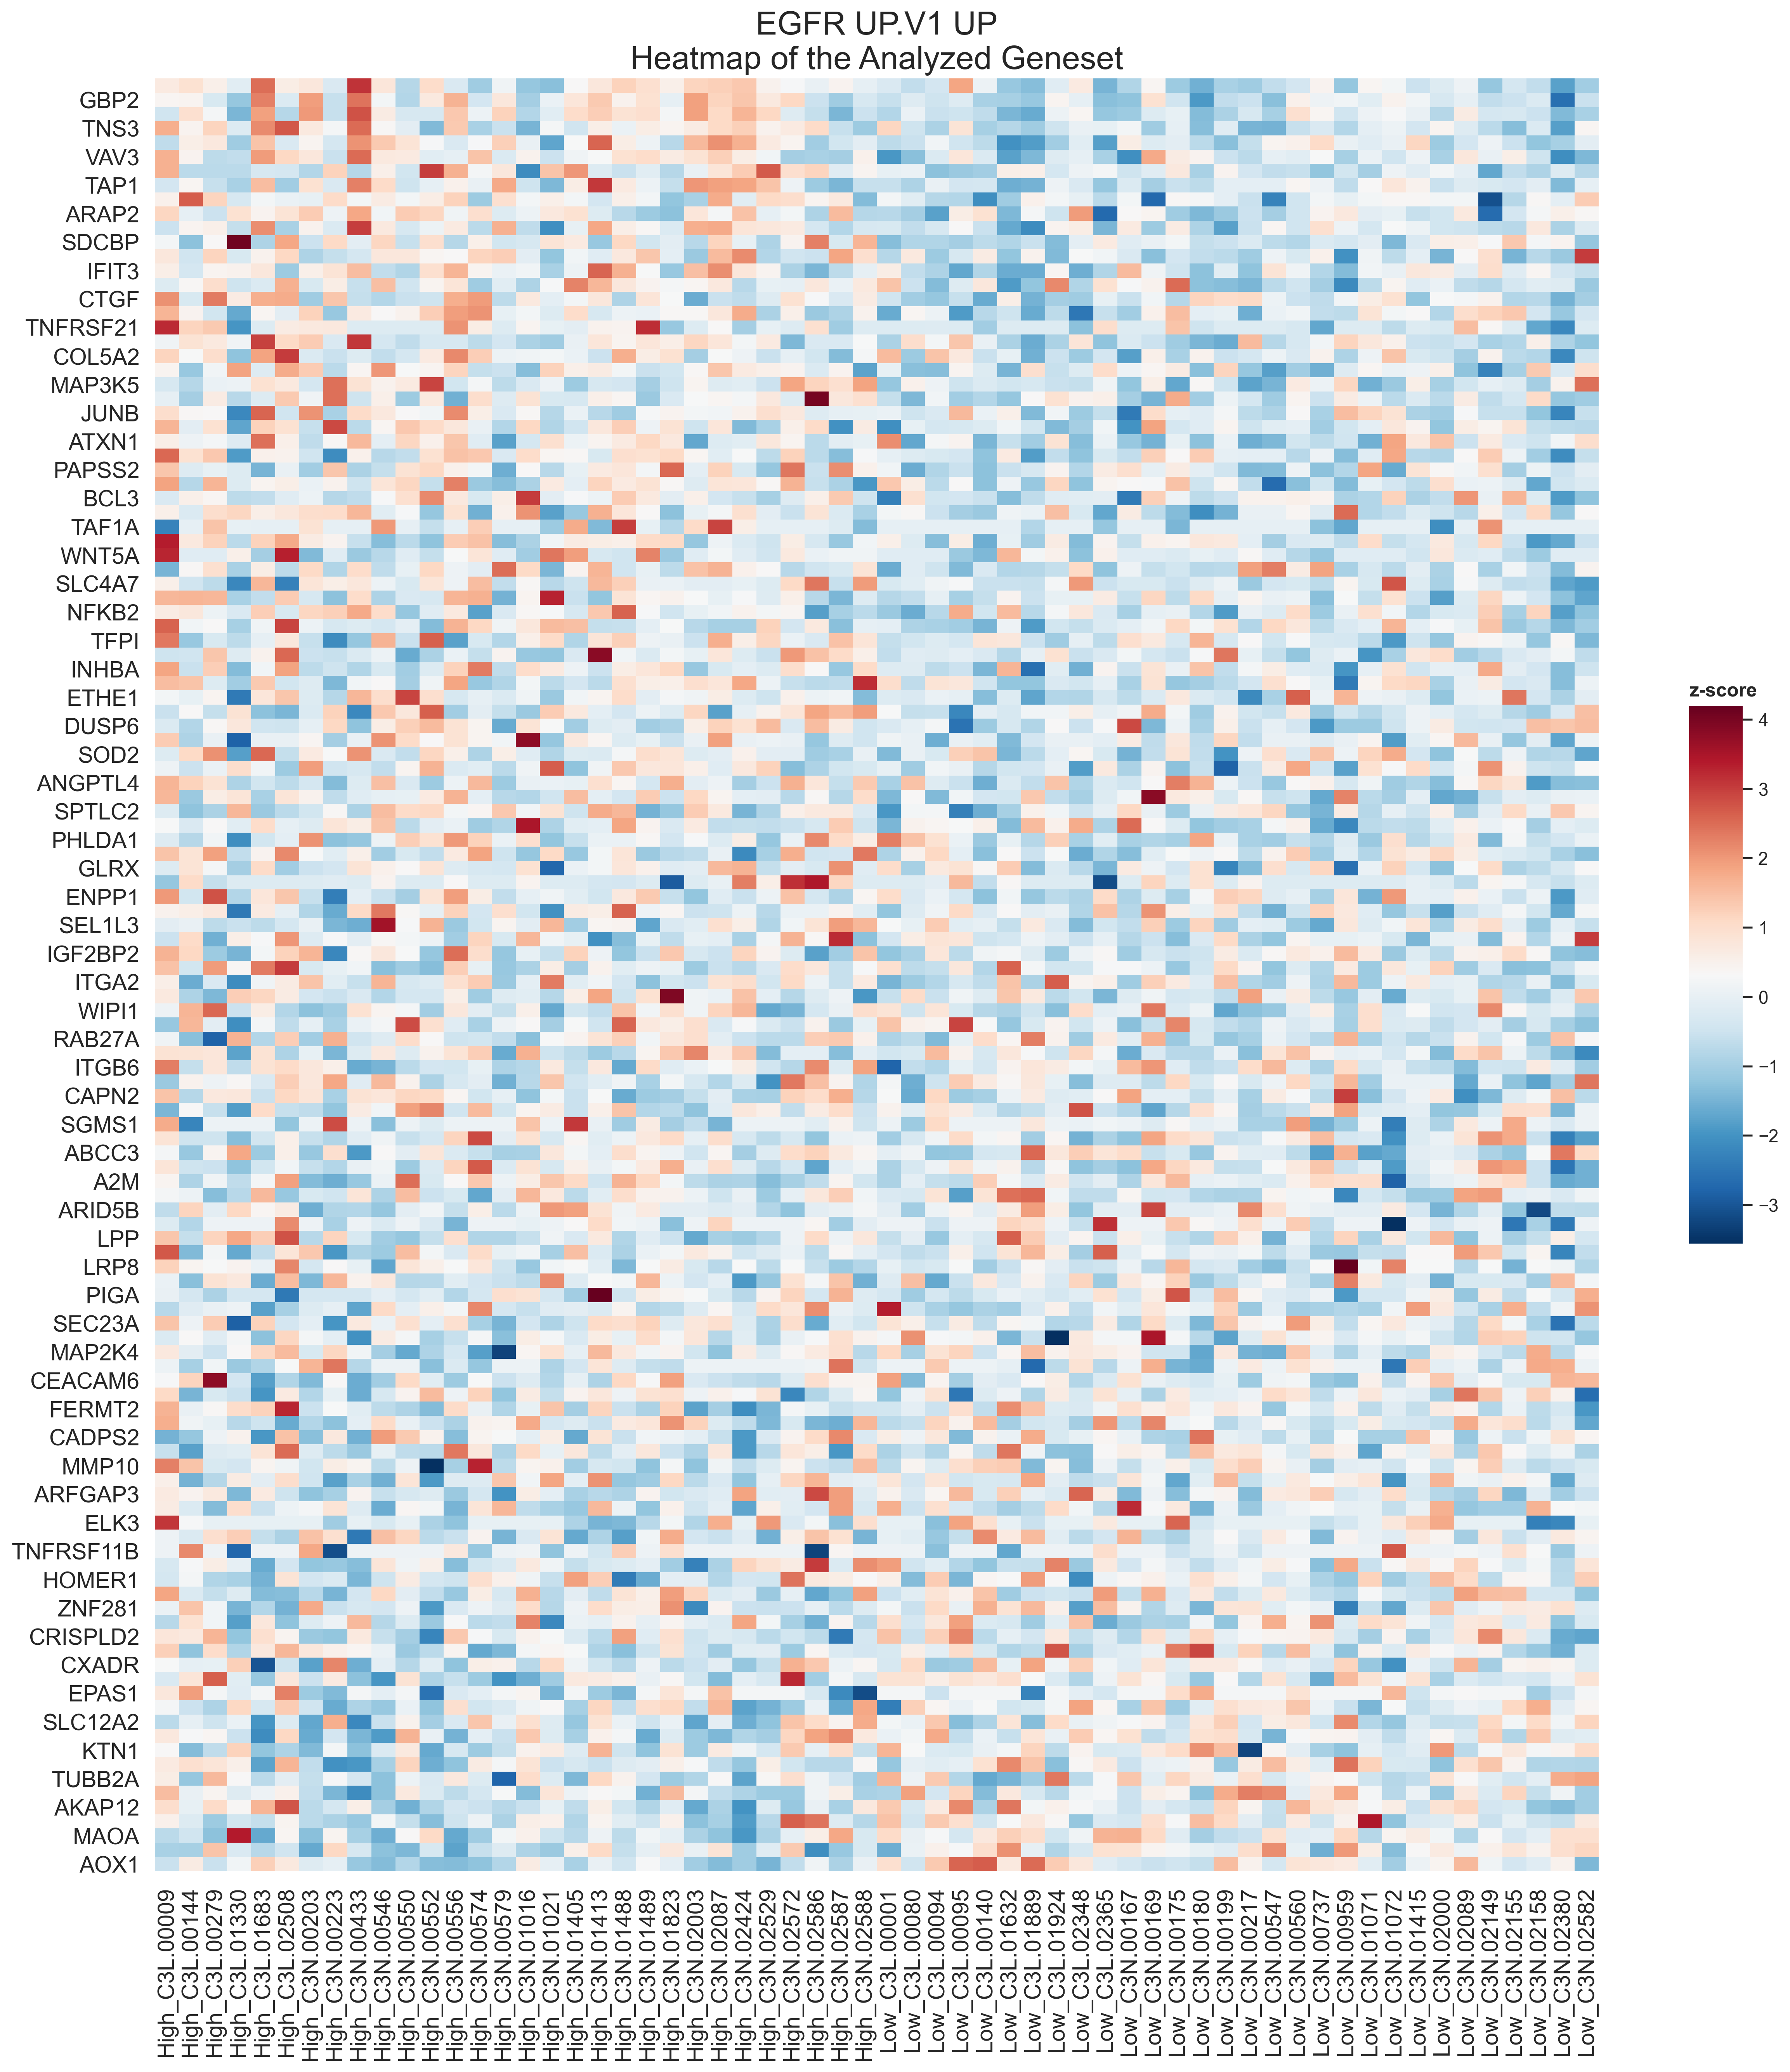 EGFR UP.V1 UP
Heatmap of the Analyzed Geneset
GBP2
TNS3
VAV3
TAP1
ARAP2
SDCBP
IFIT3
CTGF
TNFRSF21
COL5A2
MAP3K5
JUNB
ATXN1
PAPSS2
BCL3
TAF1A
WNT5A
SLC4A7
NFKB2
TFPI
INHBA
ETHE1
DUSP6
SOD2
ANGPTL4
SPTLC2
PHLDA1
GLRX
ENPP1
SEL1L3
IGF2BP2
ITGA2
WIPI1
RAB27A
ITGB6
CAPN2
SGMS1
ABCC3
A2M
ARID5B
LPP
LRP8
PIGA
SEC23A
MAP2K4
CEACAM6
FERMT2
CADPS2
MMP10
ARFGAP3
ELK3
TNFRSF11B
HOMER1
ZNF281
CRISPLD2
CXADR
EPAS1
SLC12A2
KTN1
TUBB2A
AKAP12
MAOA
AOX1
High_C3L.00009
High_C3L.00144
High_C3L.00279
High_C3L.01330
High_C3L.01683
High_C3L.02508
High_C3N.00203
High_C3N.00223
High_C3N.00433
High_C3N.00546
High_C3N.00550
High_C3N.00552
High_C3N.00556
High_C3N.00574
High_C3N.00579
High_C3N.01016
High_C3N.01021
High_C3N.01405
High_C3N.01413
High_C3N.01488
High_C3N.01489
High_C3N.01823
High_C3N.02003
High_C3N.02087
High_C3N.02424
High_C3N.02529
High_C3N.02572
High_C3N.02586
High_C3N.02587
High_C3N.02588
Low_C3L.00001
Low_C3L.00080
Low_C3L.00094
Low_C3L.00095
Low_C3L.00140
Low_C3L.01632
Low_C3L.01889
Low_C3L.01924
Low_C3L.02348
Low_C3L.02365
Low_C3N.00167
Low_C3N.00169
Low_C3N.00175
Low_C3N.00180
Low_C3N.00199
Low_C3N.00217
Low_C3N.00547
Low_C3N.00560
Low_C3N.00737
Low_C3N.00959
Low_C3N.01071
Low_C3N.01072
Low_C3N.01415
Low_C3N.02000
Low_C3N.02089
Low_C3N.02149
Low_C3N.02155
Low_C3N.02158
Low_C3N.02380
Low_C3N.02582
z-score
4
3
2
1
0
−1
−2
−3